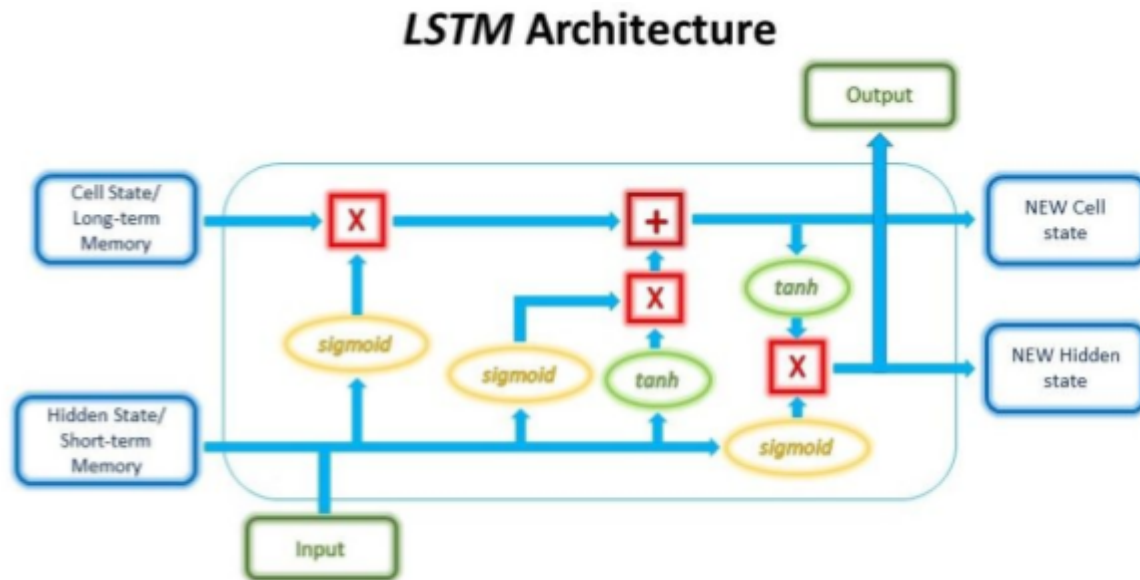 LSTM Architecture
Output
Cell State/
Long-term
Memory
X
+
NEW Cell
state
tanh
X
sigmoid
sigmoid
tanh
X
NEW Hidden
state
Hidden State/
Short-term
Memory
sigmoid
Input